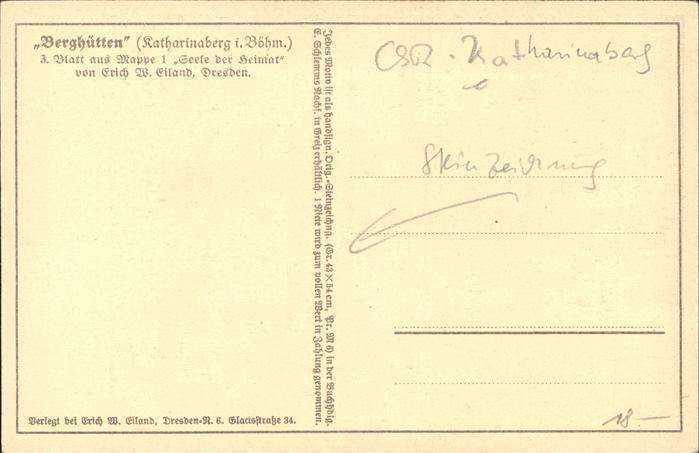 „Berghütten" (Katharinaberg i. Böhm.)
3. Blatt aus Mappe 1 „Seele der Heimat"
von Erich W. Eiland, Dresden.
Jedes Motiv ist als handsign. Orig.-Steinzeichng. (Gr. 43 × 54 cm, Pr. M 6) in der Buchhdlg.
E. Schlemms Nachf. in Greiz erhältlich. 1 Mete wird zum vollen Wert in Zahlung genommen.
Verlegt bei Erich W. Eiland, Dresden-N. 6. Glacisstraße 34.
CSR - Katharinaberg
Steinzeichnung
18.-